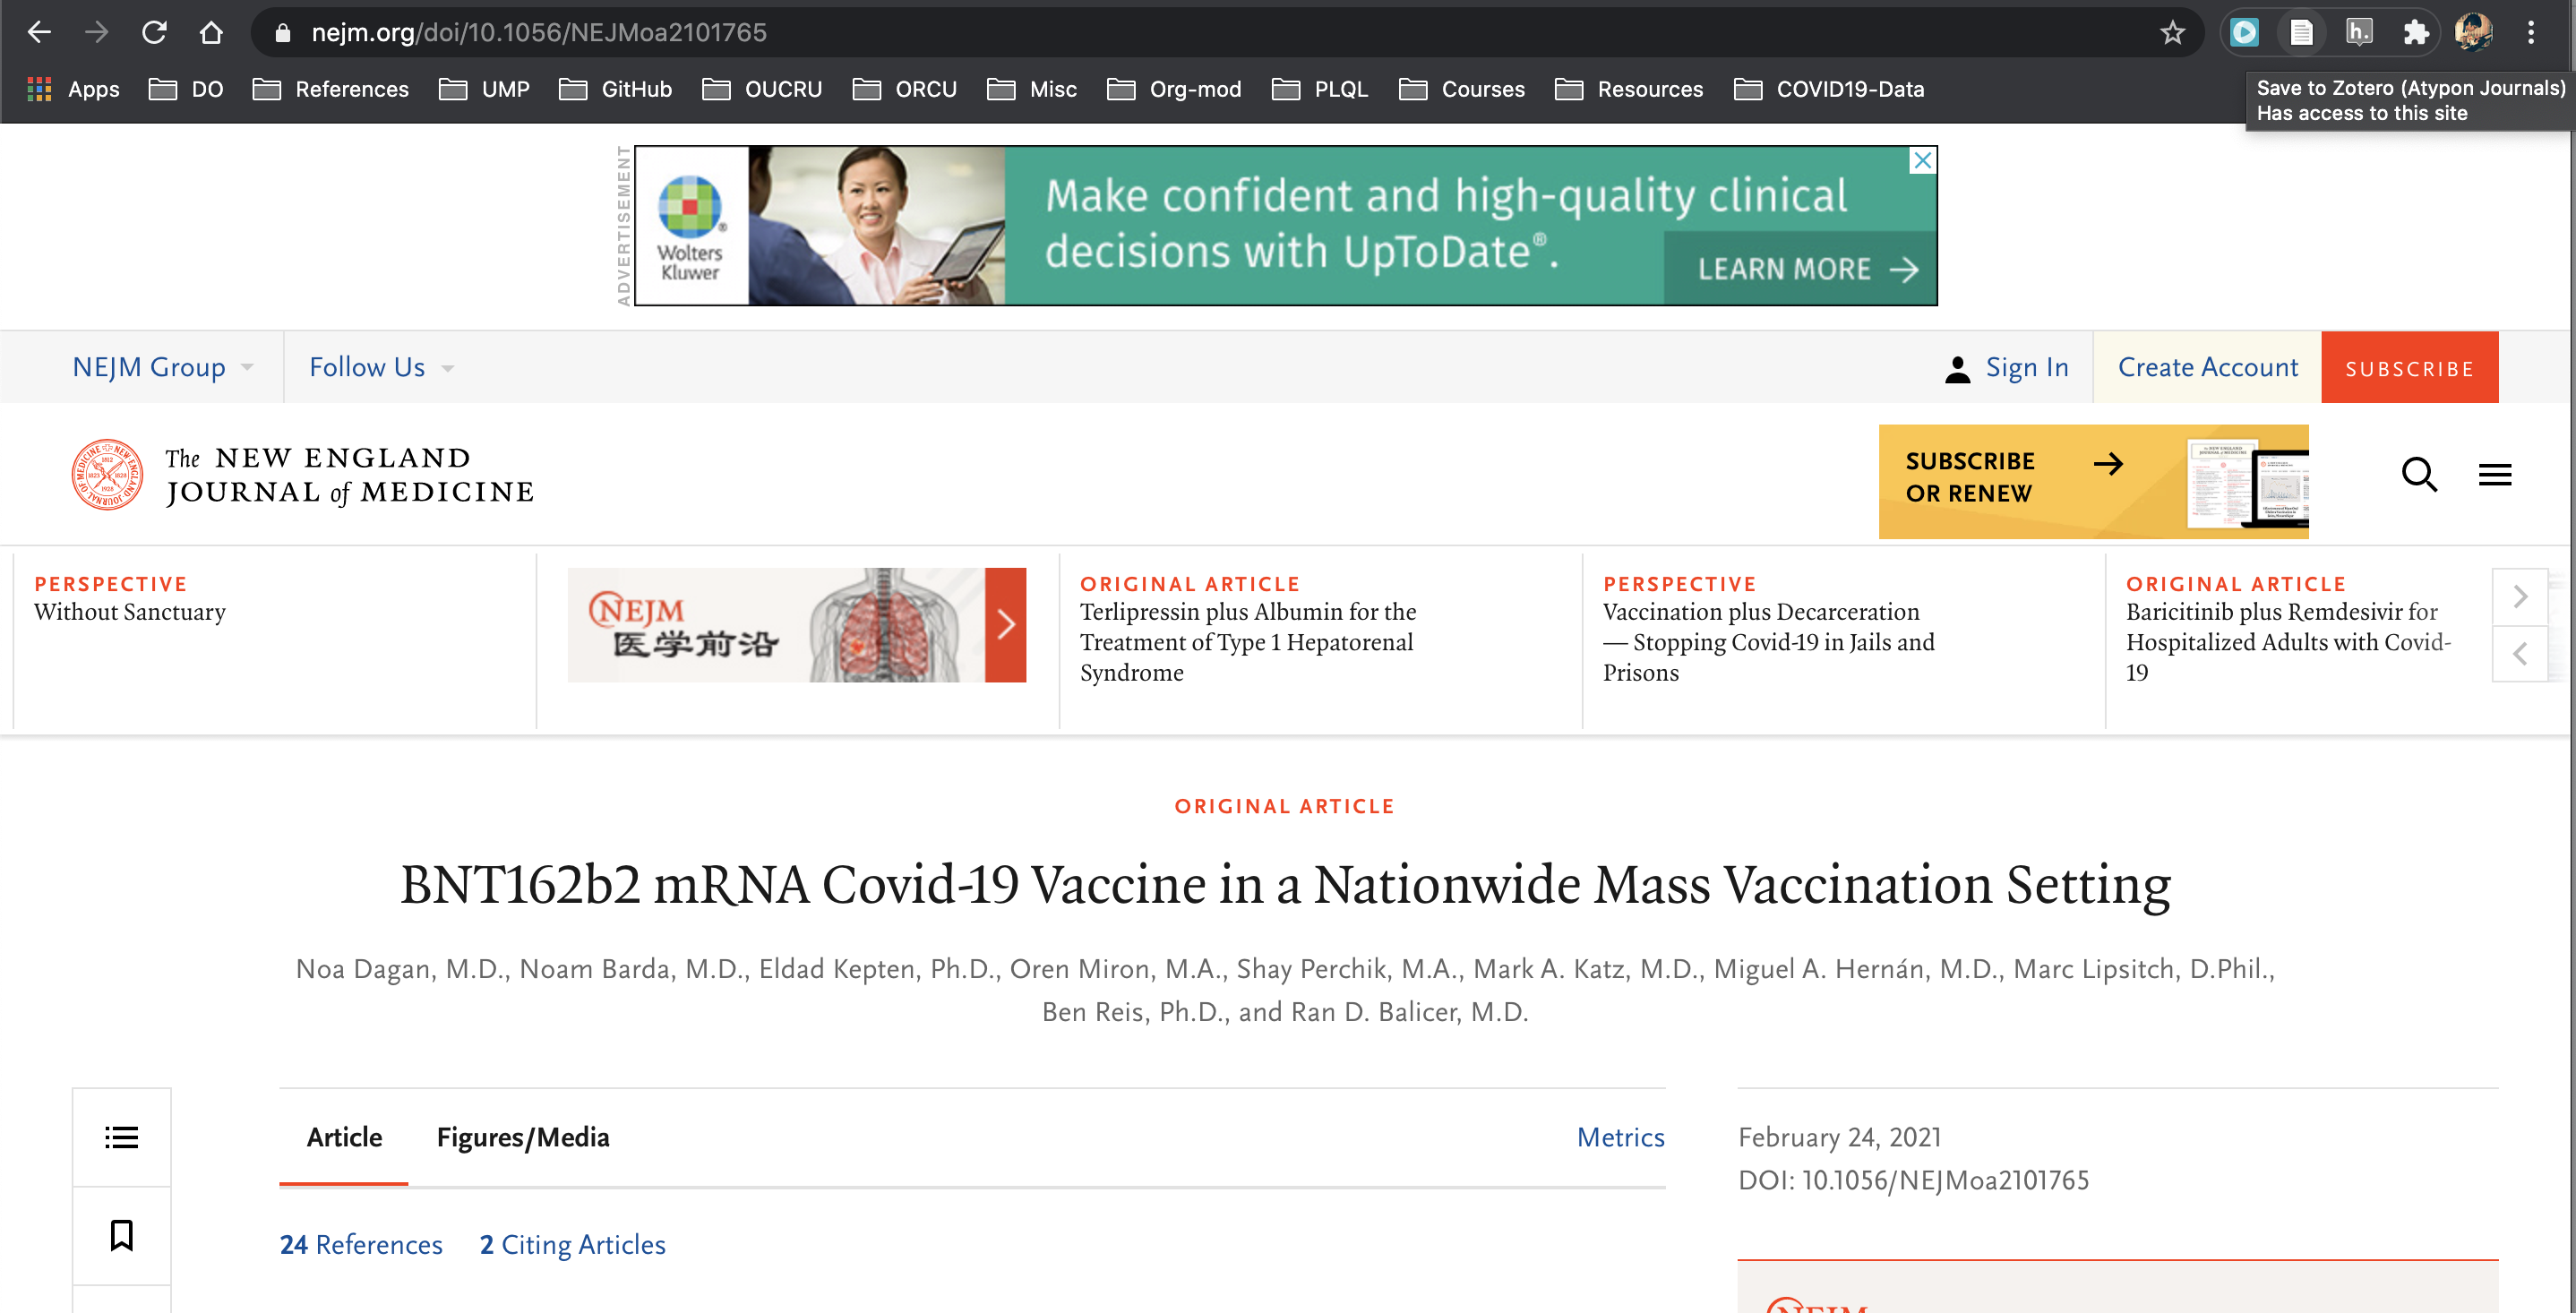 nejm.org/doi/10.1056/NEJMoa2101765
h.
Apps DO References UMP GitHub OUCRU ORCU Misc Org-mod PLQL Courses Resources COVID19-Data
Save to Zotero (Atypon Journals)
Has access to this site
ADVERTISEMENT
Wolters
Kluwer
Make confident and high-quality clinical
decisions with UpToDate®.
LEARN MORE →
NEJM Group Follow Us Sign In Create Account SUBSCRIBE
The NEW ENGLAND
JOURNAL of MEDICINE
SUBSCRIBE
OR RENEW
PERSPECTIVE
Without Sanctuary
NEJM
医学前沿
ORIGINAL ARTICLE
Terlipressin plus Albumin for the
Treatment of Type 1 Hepatorenal
Syndrome
PERSPECTIVE
Vaccination plus Decarceration
— Stopping Covid-19 in Jails and
Prisons
ORIGINAL ARTICLE
Baricitinib plus Remdesivir for
Hospitalized Adults with Covid-
19
ORIGINAL ARTICLE
BNT162b2 mRNA Covid-19 Vaccine in a Nationwide Mass Vaccination Setting
Noa Dagan, M.D., Noam Barda, M.D., Eldad Kepten, Ph.D., Oren Miron, M.A., Shay Perchik, M.A., Mark A. Katz, M.D., Miguel A. Hernán, M.D., Marc Lipsitch, D.Phil.,
Ben Reis, Ph.D., and Ran D. Balicer, M.D.
Article Figures/Media Metrics
24 References 2 Citing Articles
February 24, 2021
DOI: 10.1056/NEJMoa2101765
NEJM